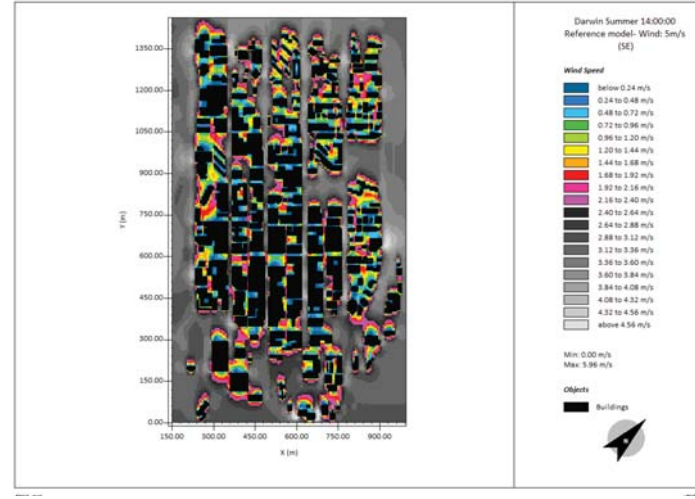 Darwin Summer 14:00:00
Reference model- Wind: 5m/s
(SE)
Wind Speed
below 0.24 m/s
0.24 to 0.48 m/s
0.48 to 0.72 m/s
0.72 to 0.96 m/s
0.96 to 1.20 m/s
1.20 to 1.44 m/s
1.44 to 1.68 m/s
1.68 to 1.92 m/s
1.92 to 2.16 m/s
2.16 to 2.40 m/s
2.40 to 2.64 m/s
2.64 to 2.88 m/s
2.88 to 3.12 m/s
3.12 to 3.36 m/s
3.36 to 3.60 m/s
3.60 to 3.84 m/s
3.84 to 4.08 m/s
4.08 to 4.32 m/s
4.32 to 4.56 m/s
above 4.56 m/s
Min: 0.00 m/s
Max: 5.96 m/s
Objects
Buildings
N
1350.00
1200.00
1050.00
900.00
750.00
600.00
450.00
300.00
150.00
0.00
Y (m)
150.00 300.00 450.00 600.00 750.00 900.00
X (m)